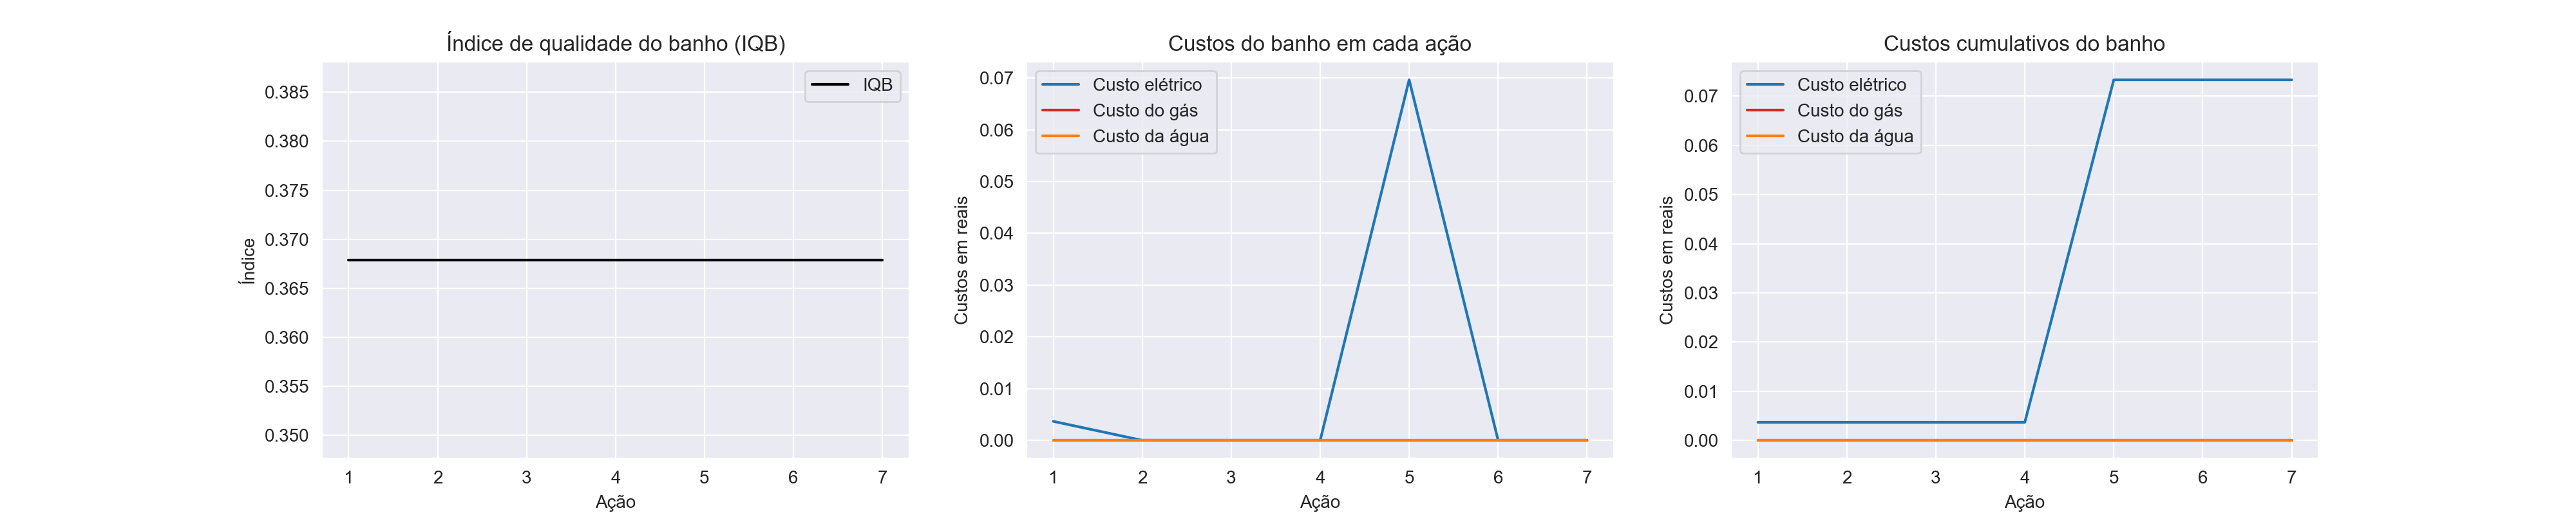 Índice de qualidade do banho (IQB)
IQB
Índice
0.385
0.380
0.375
0.370
0.365
0.360
0.355
0.350
1 2 3 4 5 6 7
Ação
Custos do banho em cada ação
Custo elétrico
Custo do gás
Custo da água
Custos em reais
0.07
0.06
0.05
0.04
0.03
0.02
0.01
0.00
1 2 3 4 5 6 7
Ação
Custos cumulativos do banho
Custo elétrico
Custo do gás
Custo da água
Custos em reais
0.07
0.06
0.05
0.04
0.03
0.02
0.01
0.00
1 2 3 4 5 6 7
Ação